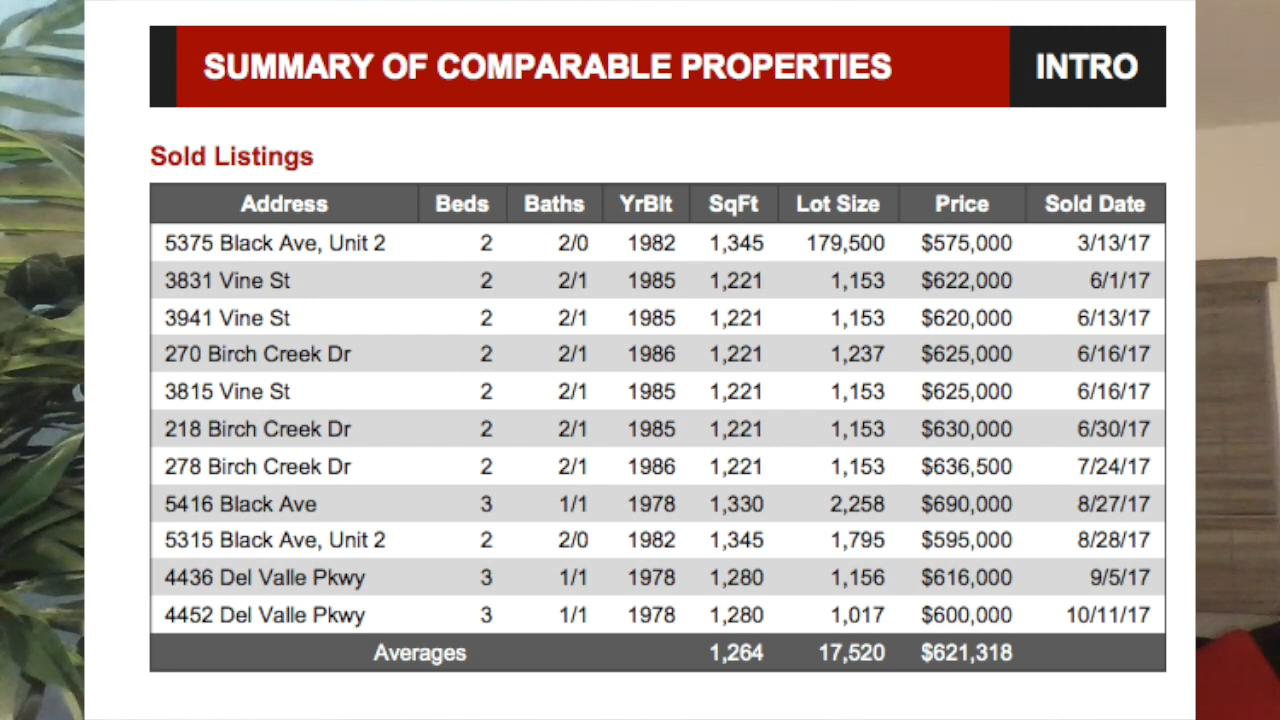 SUMMARY OF COMPARABLE PROPERTIES INTRO
Sold Listings
Address Beds Baths YrBlt SqFt Lot Size Price Sold Date
5375 Black Ave, Unit 2 2 2/0 1982 1,345 179,500 $575,000 3/13/17
3831 Vine St 2 2/1 1985 1,221 1,153 $622,000 6/1/17
3941 Vine St 2 2/1 1985 1,221 1,153 $620,000 6/13/17
270 Birch Creek Dr 2 2/1 1986 1,221 1,237 $625,000 6/16/17
3815 Vine St 2 2/1 1985 1,221 1,153 $625,000 6/16/17
218 Birch Creek Dr 2 2/1 1985 1,221 1,153 $630,000 6/30/17
278 Birch Creek Dr 2 2/1 1986 1,221 1,153 $636,500 7/24/17
5416 Black Ave 3 1/1 1978 1,330 2,258 $690,000 8/27/17
5315 Black Ave, Unit 2 2 2/0 1982 1,345 1,795 $595,000 8/28/17
4436 Del Valle Pkwy 3 1/1 1978 1,280 1,156 $616,000 9/5/17
4452 Del Valle Pkwy 3 1/1 1978 1,280 1,017 $600,000 10/11/17
Averages 1,264 17,520 $621,318